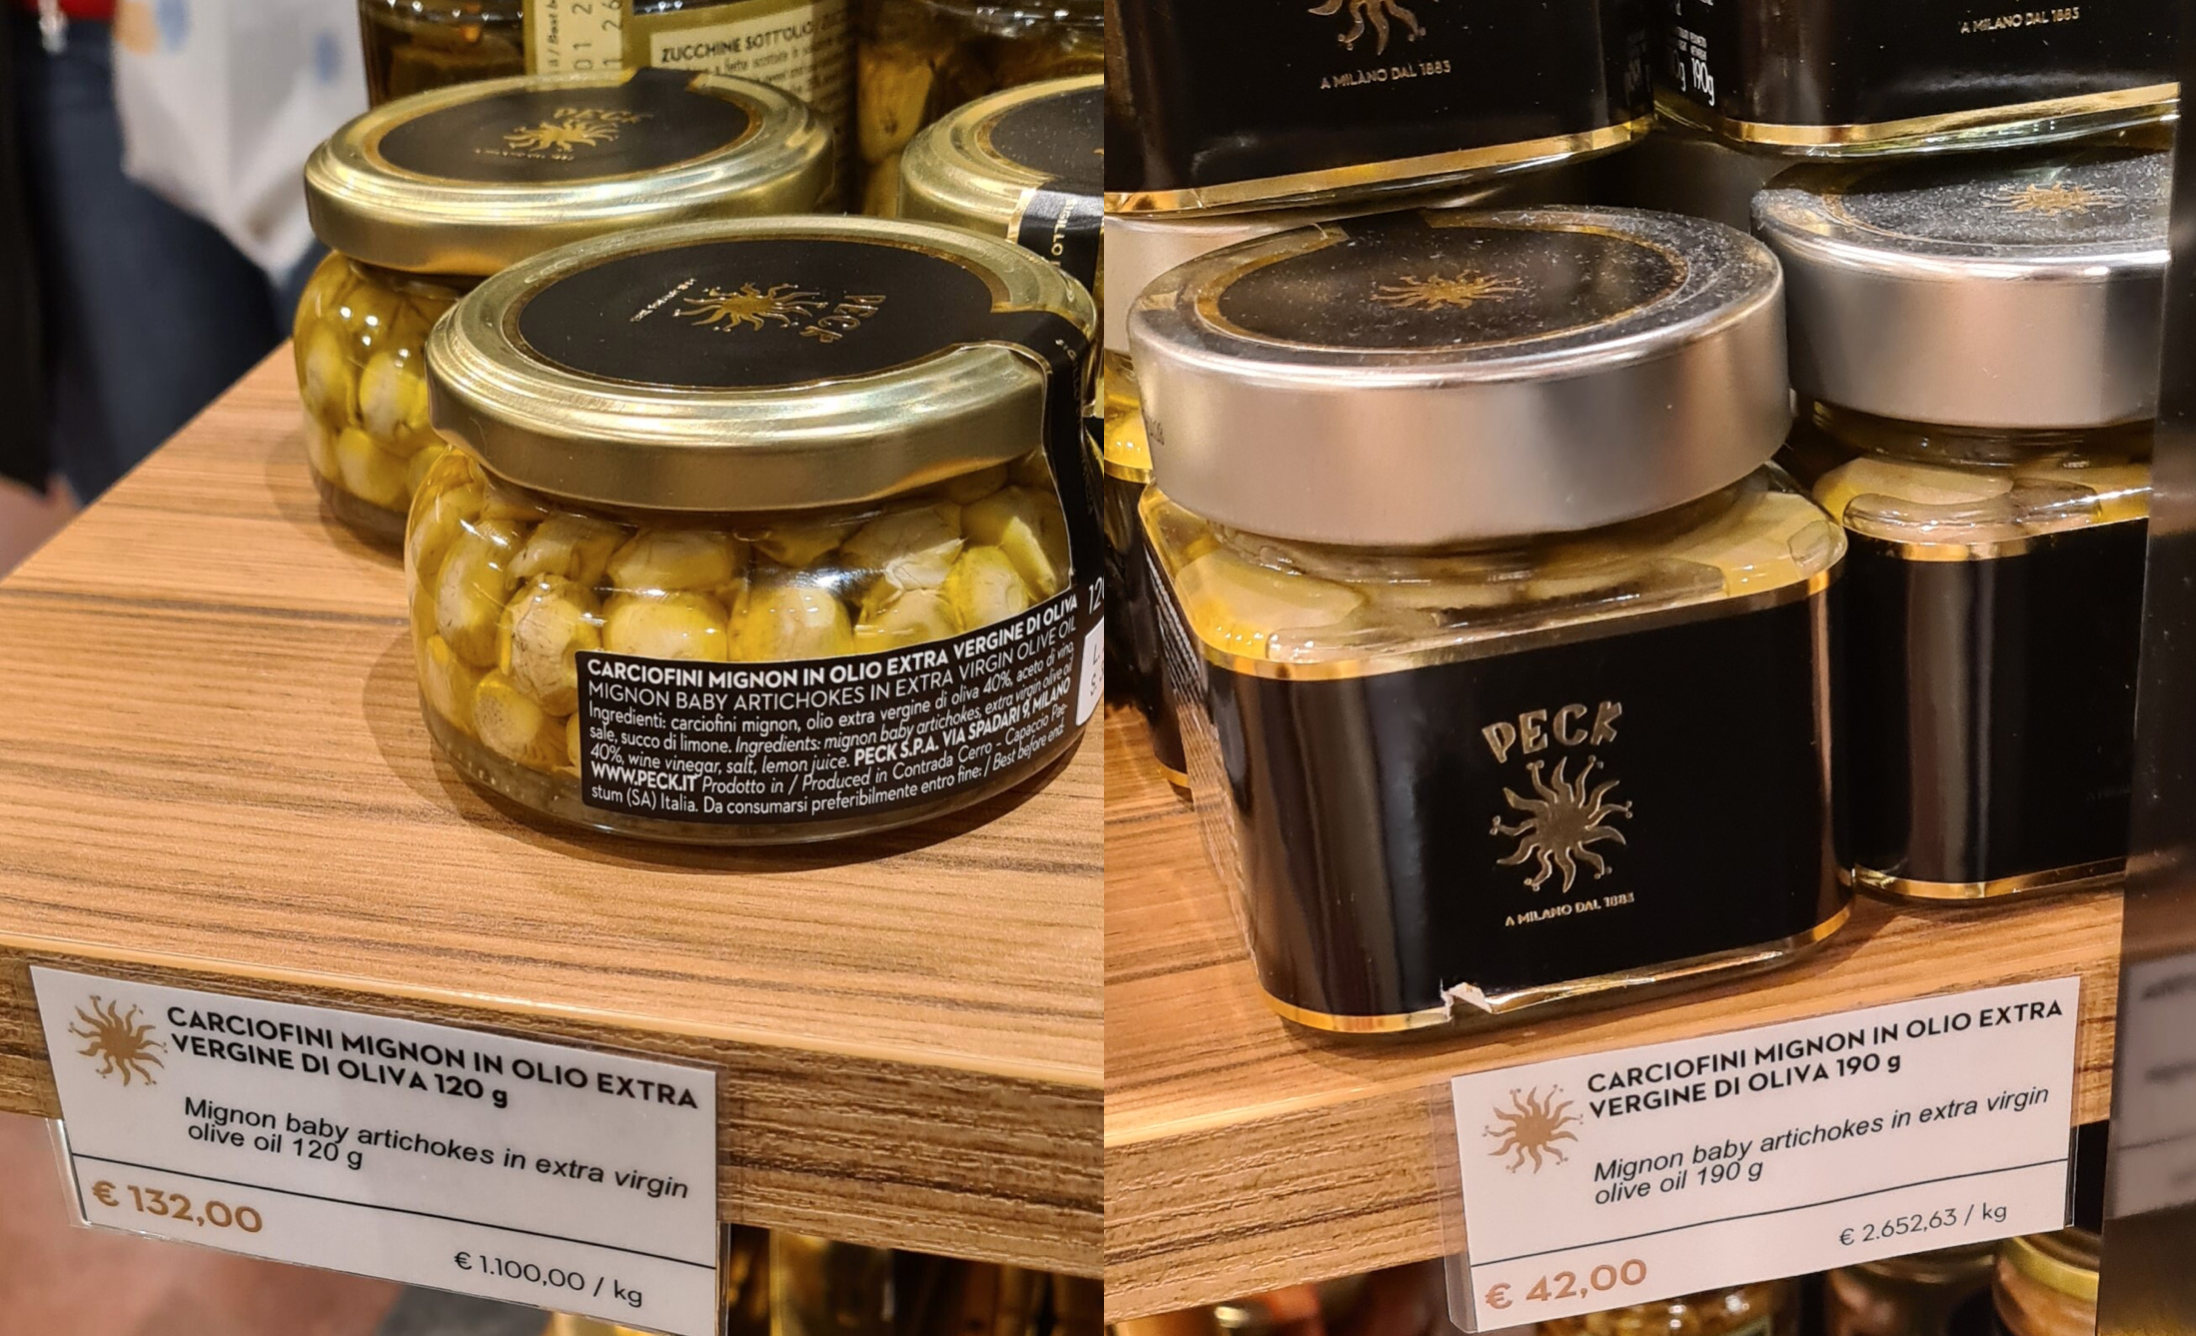 ZUCCHINE SOTT'OLIO
PECK
PECK
120
CARCIOFINI MIGNON IN OLIO EXTRA VERGINE DI OLIVA
MIGNON BABY ARTICHOKES IN EXTRA VIRGIN OLIVE OIL
Ingredienti: carciofini mignon, olio extra vergine di oliva 40%, aceto di vino,
sale, succo di limone. Ingredients: mignon baby artichokes, extra virgin olive oil
40%, wine vinegar, salt, lemon juice. PECK S.P.A. VIA SPADARI 9, MILANO
WWW.PECK.IT Prodotto in / Produced in Contrada Cerro - Capaccio Pae-
stum (SA) Italia. Da consumarsi preferibilmente entro fine: / Best before end:
CARCIOFINI MIGNON IN OLIO EXTRA
VERGINE DI OLIVA 120 g
Mignon baby artichokes in extra virgin
olive oil 120 g
€ 132,00
€ 1.100,00 / kg
A MILANO DAL 1883
190g
A MILANO DAL 1883
PECK
A MILANO DAL 1883
CARCIOFINI MIGNON IN OLIO EXTRA
VERGINE DI OLIVA 190 g
Mignon baby artichokes in extra virgin
olive oil 190 g
€ 42,00
€ 2.652,63 / kg